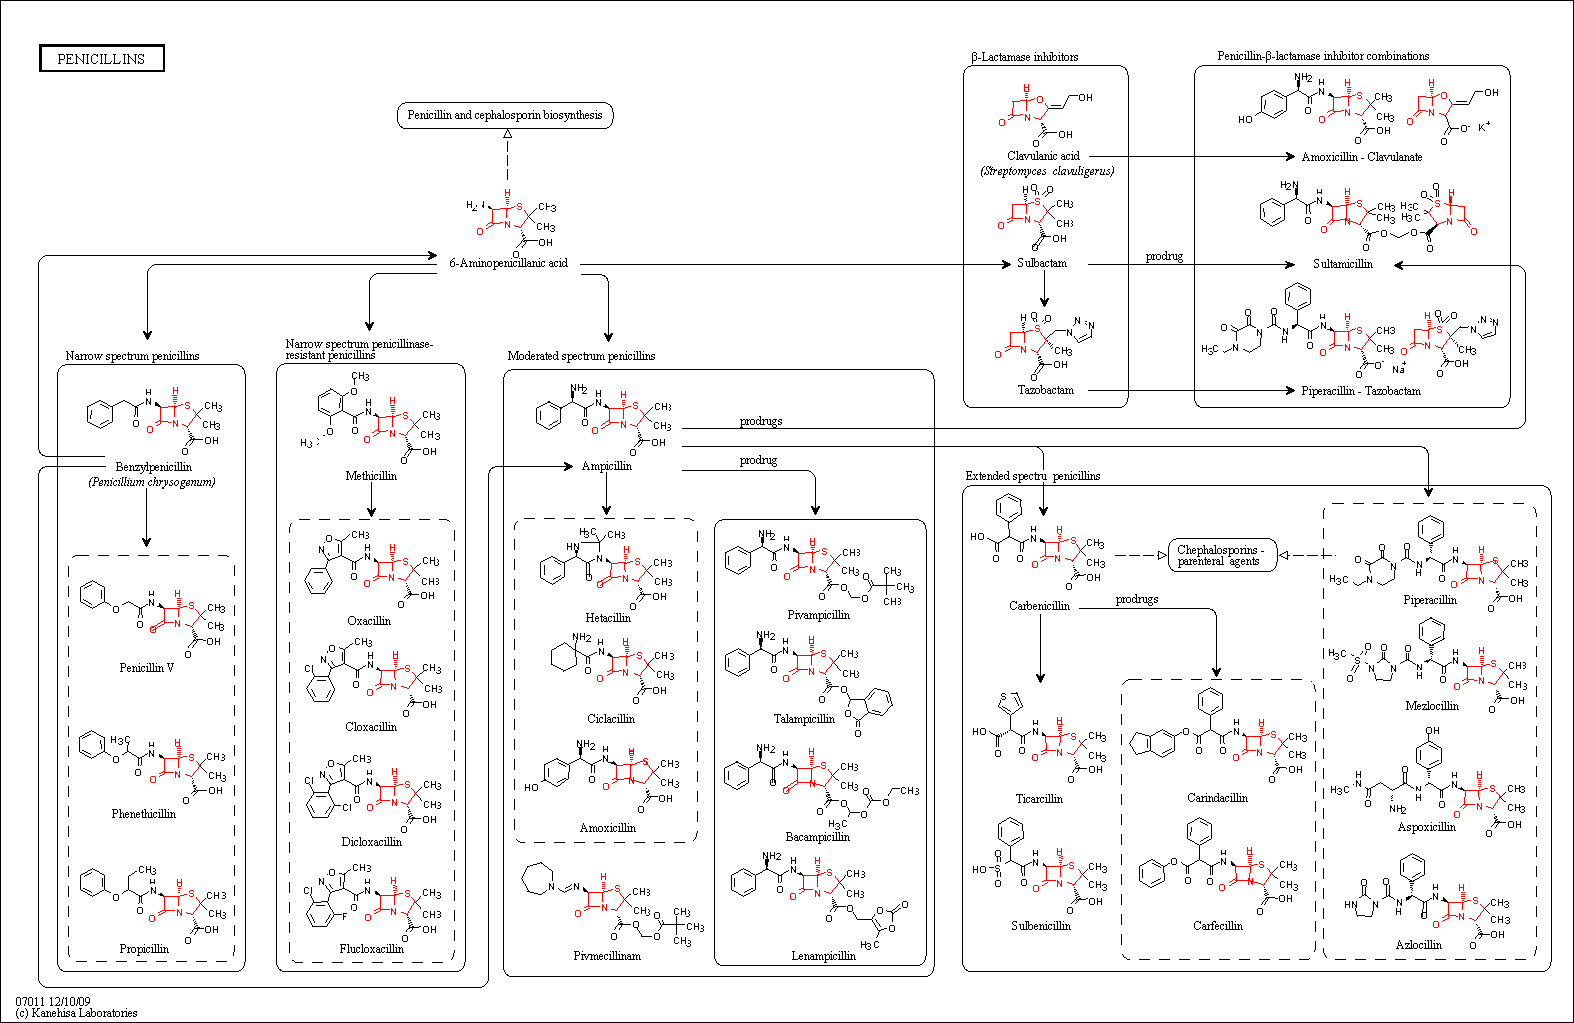 PENICILLINS
Penicillin and cephalosporin biosynthesis
β-Lactamase inhibitors
Penicillin-β-lactamase inhibitor combinations
Clavulanic acid
(Streptomyces clavuligerus)
Amoxicillin - Clavulanate
6-Aminopenicillanic acid
Sulbactam
prodrug
Sultamicillin
Tazobactam
Piperacillin - Tazobactam
Narrow spectrum penicillins
Narrow spectrum penicillinase-
resistant penicillins
Moderated spectrum penicillins
Benzylpenicillin
(Penicillium chrysogenum)
Methicillin
Ampicillin
prodrugs
prodrug
Extended spectru penicillins
Penicillin V
Phenethicillin
Propicillin
Oxacillin
Cloxacillin
Dicloxacillin
Flucloxacillin
Hetacillin
Ciclacillin
Amoxicillin
Pivmecillinam
Pivampicillin
Talampicillin
Bacampicillin
Lenampicillin
Carbenicillin
prodrugs
Chephalosporins -
parenteral agents
Ticarcillin
Sulbenicillin
Carindacillin
Carfecillin
Piperacillin
Mezlocillin
Aspoxicillin
Azlocillin
07011 12/10/09
(c) Kanehisa Laboratories